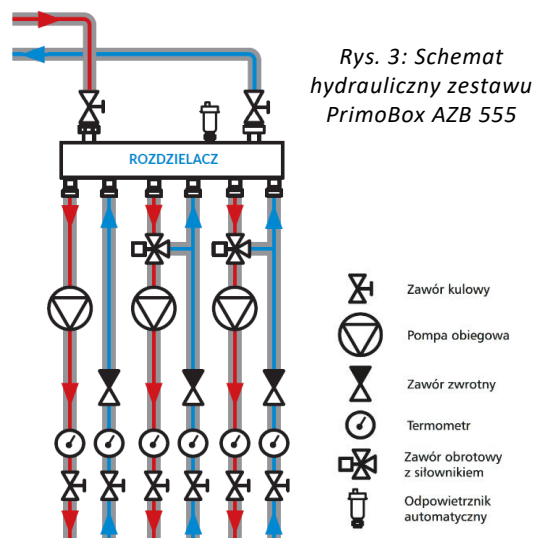 Rys. 3: Schemat
hydrauliczny zestawu
PrimoBox AZB 555
ROZDZIELACZ
Zawór kulowy
Pompa obiegowa
Zawór zwrotny
Termometr
Zawór obrotowy
z siłownikiem
Odpowietrznik
automatyczny